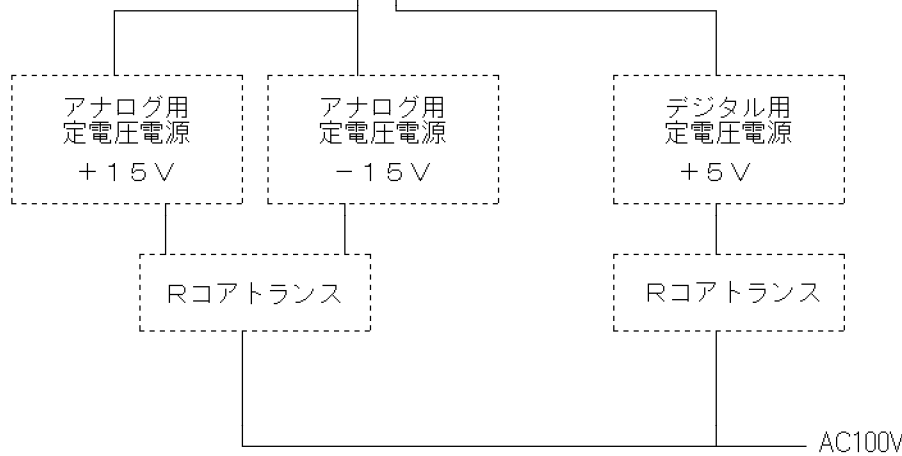 アナログ用
定電圧電源
+15V
アナログ用
定電圧電源
-15V
デジタル用
定電圧電源
+5V
Rコアトランス
Rコアトランス
AC100V